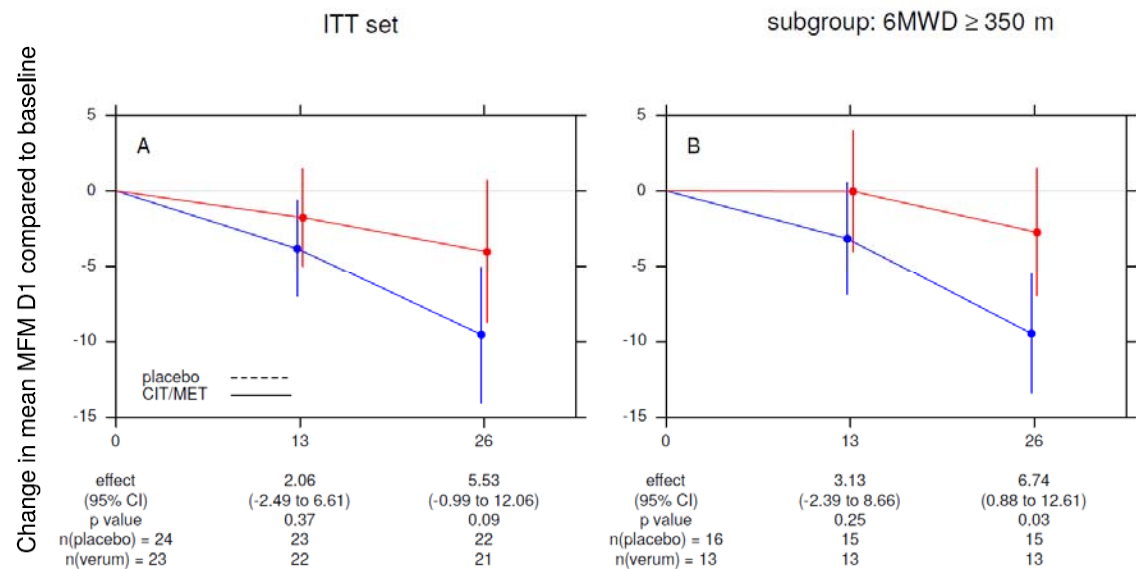 ITT set
subgroup: 6MWD ≥ 350 m
Change in mean MFM D1 compared to baseline
5
0
-5
-10
-15
A
placebo
CIT/MET
0 13 26
5
0
-5
-10
-15
B
0 13 26
effect 2.06 5.53
(95% CI) (-2.49 to 6.61) (-0.99 to 12.06)
p value 0.37 0.09
n(placebo) = 24 23 22
n(verum) = 23 22 21
effect 3.13 6.74
(95% CI) (-2.39 to 8.66) (0.88 to 12.61)
p value 0.25 0.03
n(placebo) = 16 15 15
n(verum) = 13 13 13